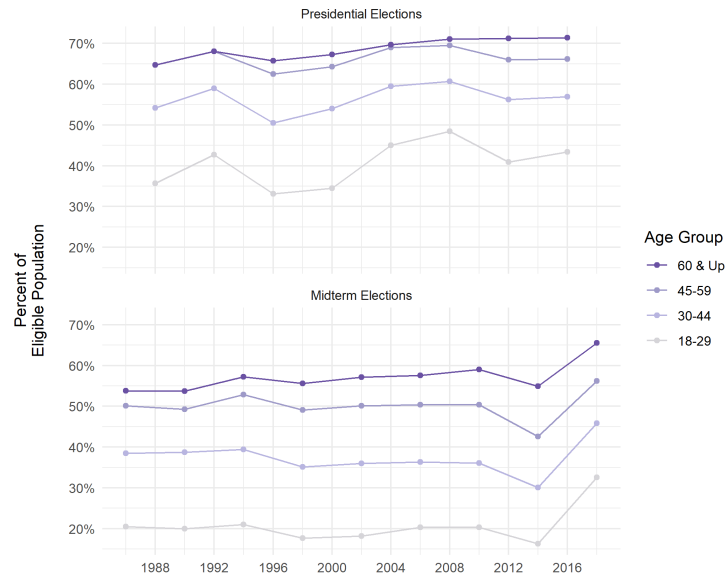 Presidential Elections
70%
60%
50%
40%
30%
20%
Percent of
Eligible Population
Midterm Elections
70%
60%
50%
40%
30%
20%
1988 1992 1996 2000 2004 2008 2012 2016
Age Group
60 & Up
45-59
30-44
18-29